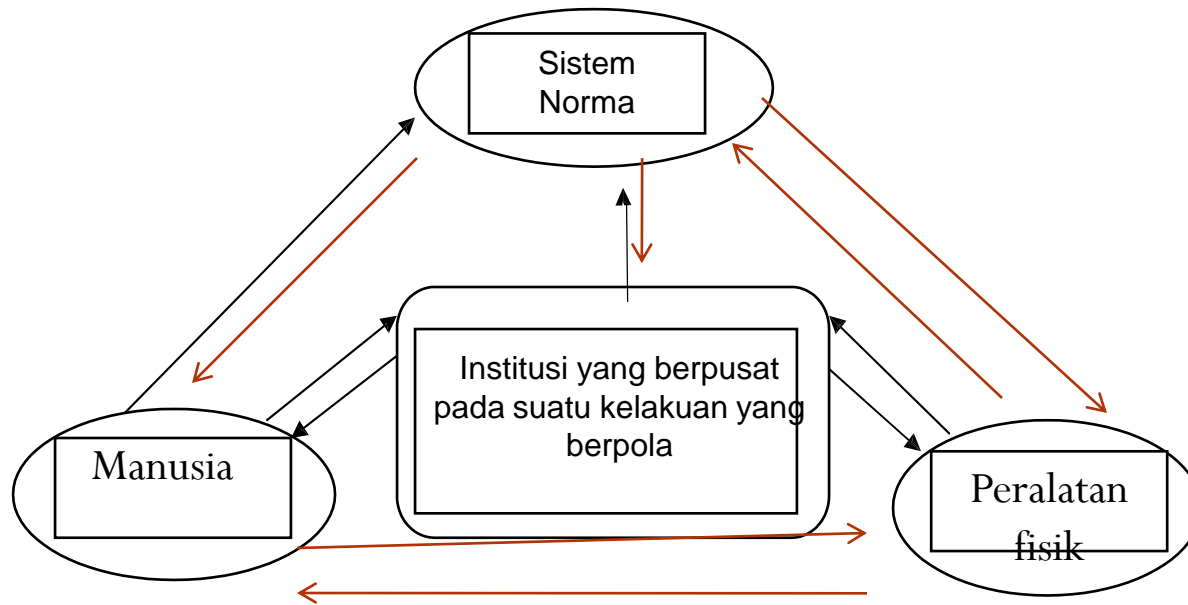 Sistem
Norma
Institusi yang berpusat
pada suatu kelakuan yang
berpola
Manusia
Peralatan
fisik